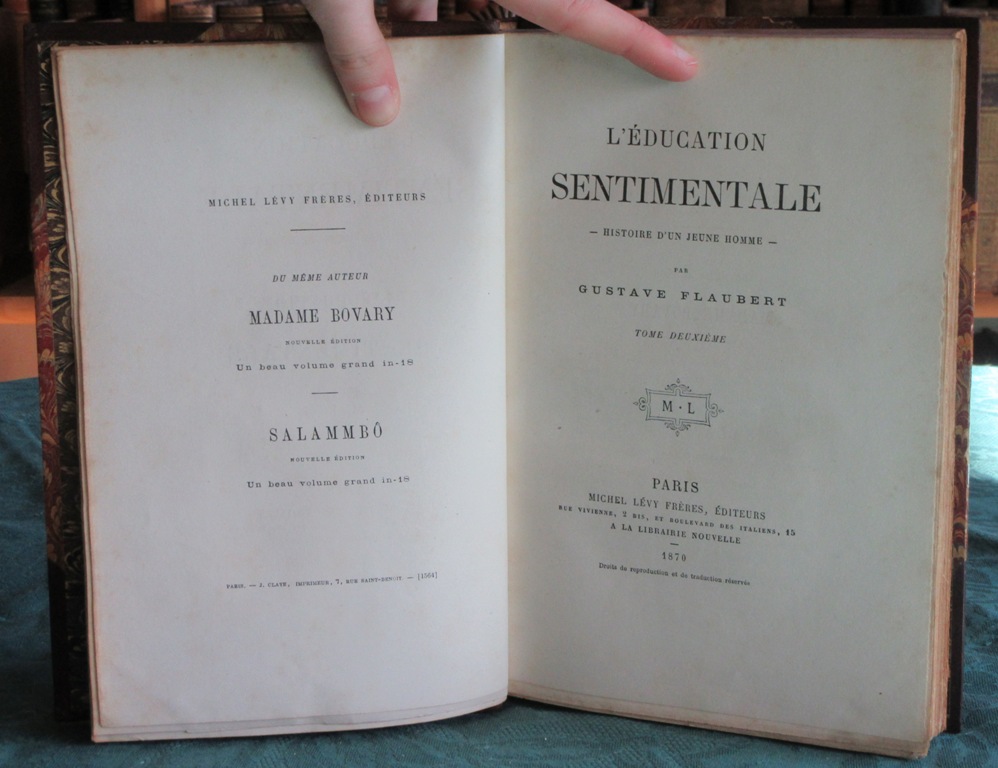 MICHEL LÉVY FRÈRES, ÉDITEURS
DU MÊME AUTEUR
MADAME BOVARY
NOUVELLE ÉDITION
Un beau volume grand in-18
SALAMMBÔ
NOUVELLE ÉDITION
Un beau volume grand in-18
PARIS. — J. CLAYE, IMPRIMEUR, 7, RUE SAINT-BENOIT. — [1564]
L'ÉDUCATION
SENTIMENTALE
— HISTOIRE D'UN JEUNE HOMME —
PAR
GUSTAVE FLAUBERT
TOME DEUXIÈME
M · L
PARIS
MICHEL LÉVY FRÈRES, ÉDITEURS
RUE VIVIENNE, 2 BIS, ET BOULEVARD DES ITALIENS, 15
A LA LIBRAIRIE NOUVELLE
1870
Droits de reproduction et de traduction réservés